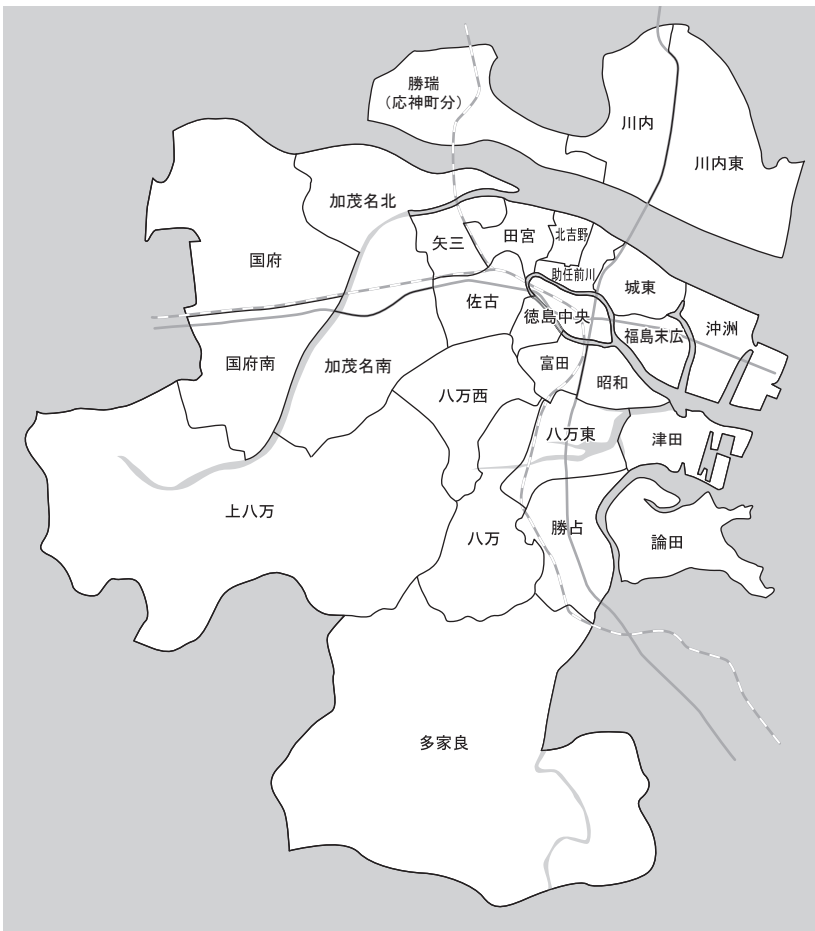 勝瑞
（応神町分）
川内
川内東
加茂名北
矢三
田宮
北吉野
国府
助任前川
城東
佐古
徳島中央
福島末広
沖洲
国府南
加茂名南
富田
昭和
八万西
八万東
津田
上八万
八万
勝占
論田
多家良